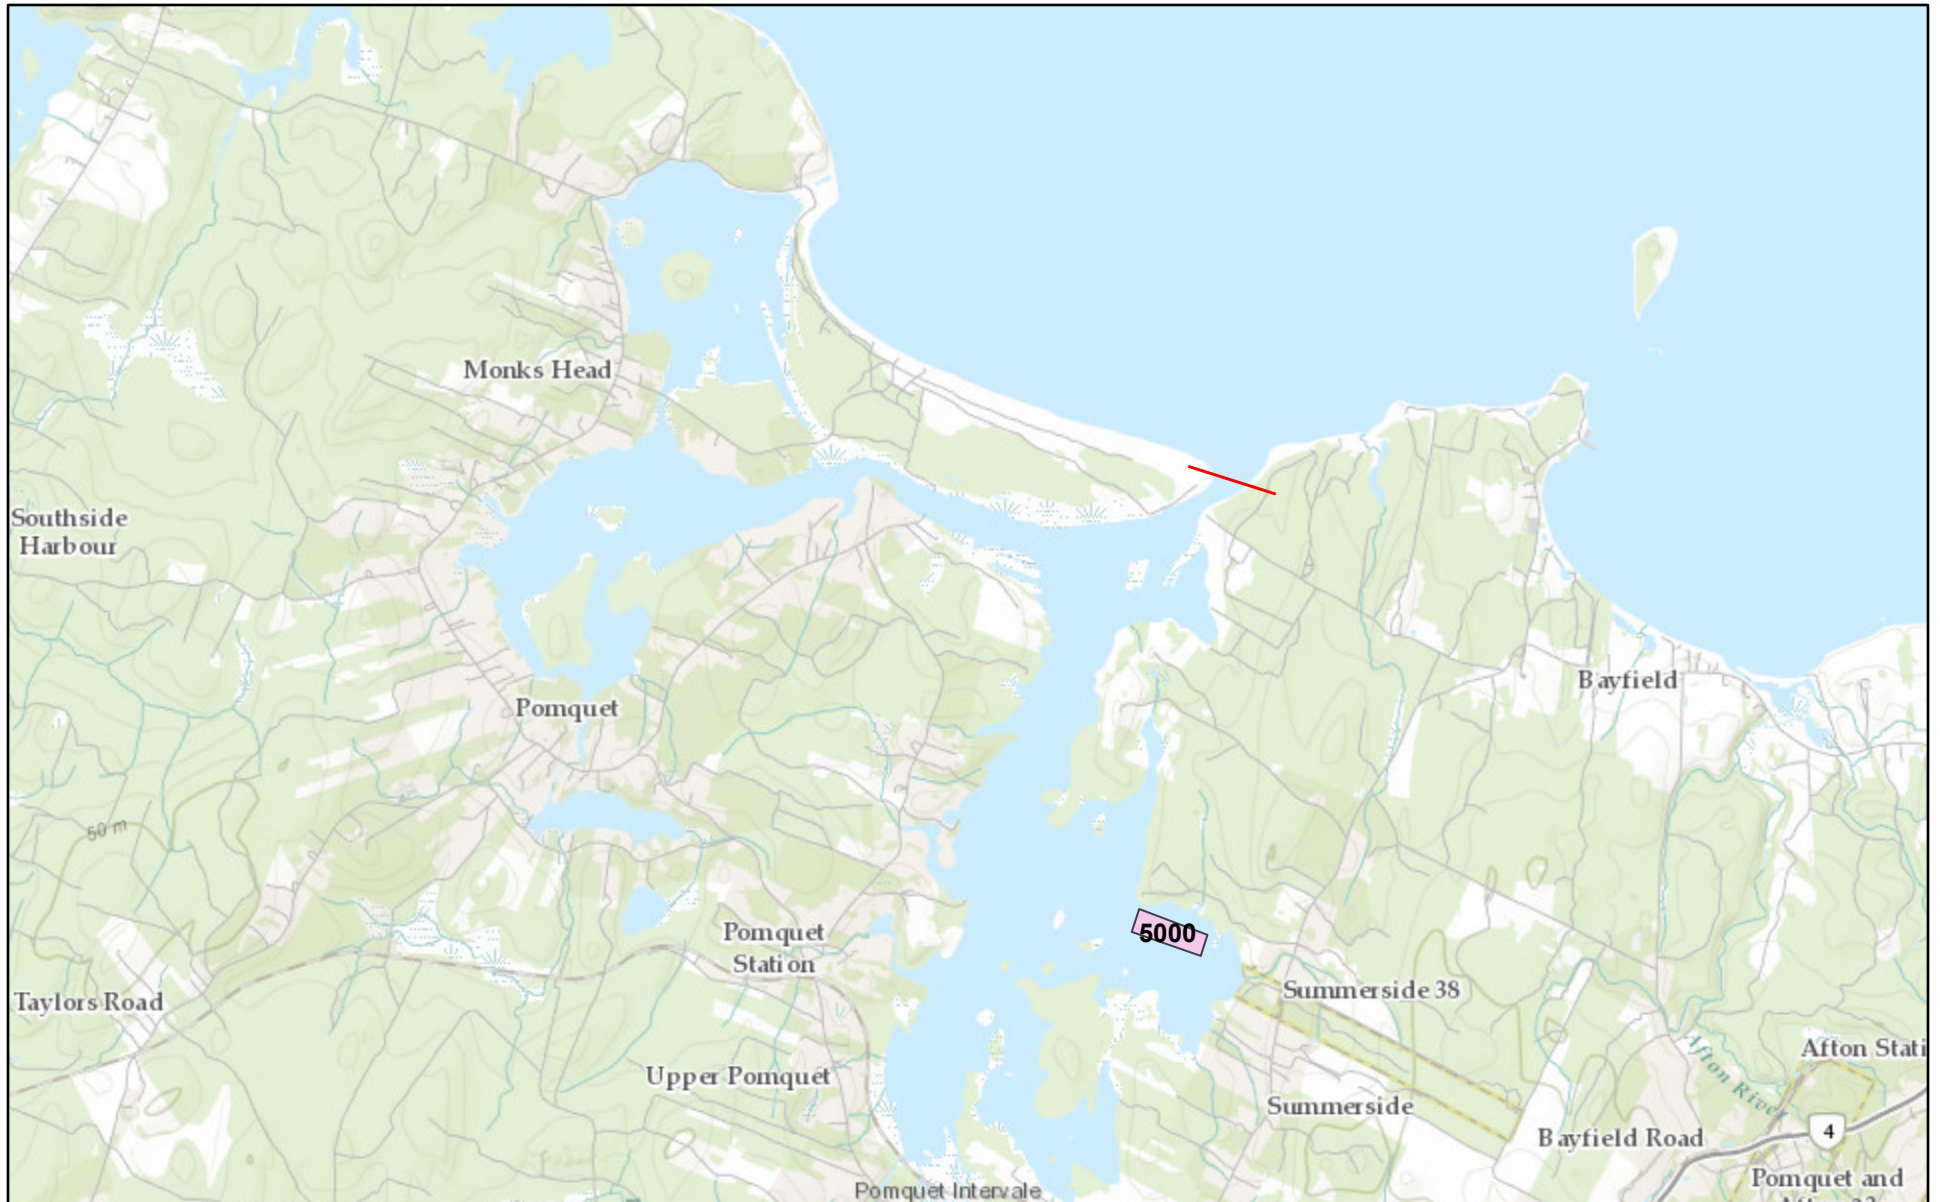 Monks Head
Southside
Harbour
Bayfield
Pomquet
50 m
5000
Pomquet
Station
Summerside 38
Taylors Road
Afton River
Afton Stati
Upper Pomquet
Summerside
Bayfield Road
4
Pomquet and
Pomquet Intervale